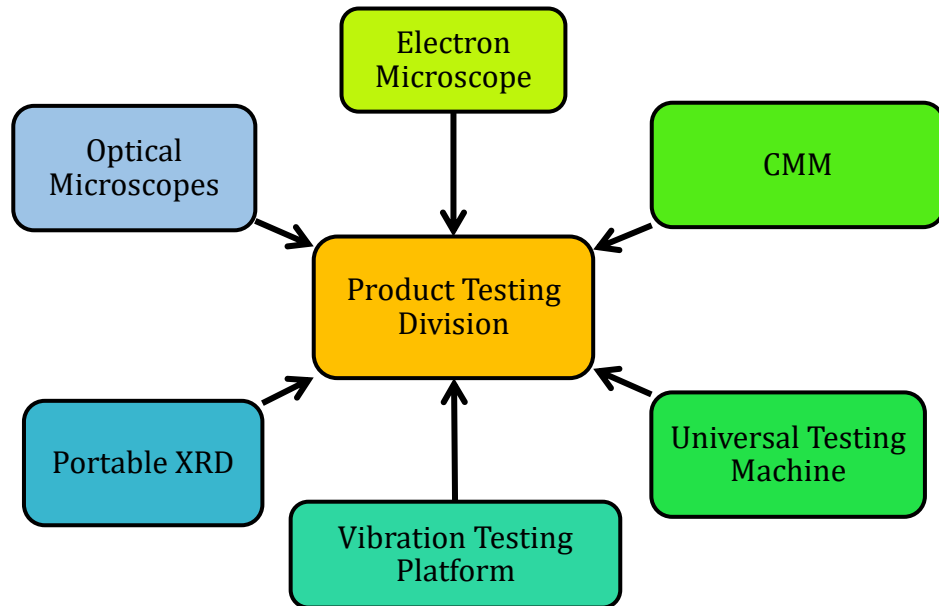 Electron
Microscope
Optical
Microscopes
CMM
Product Testing
Division
Portable XRD
Universal Testing
Machine
Vibration Testing
Platform